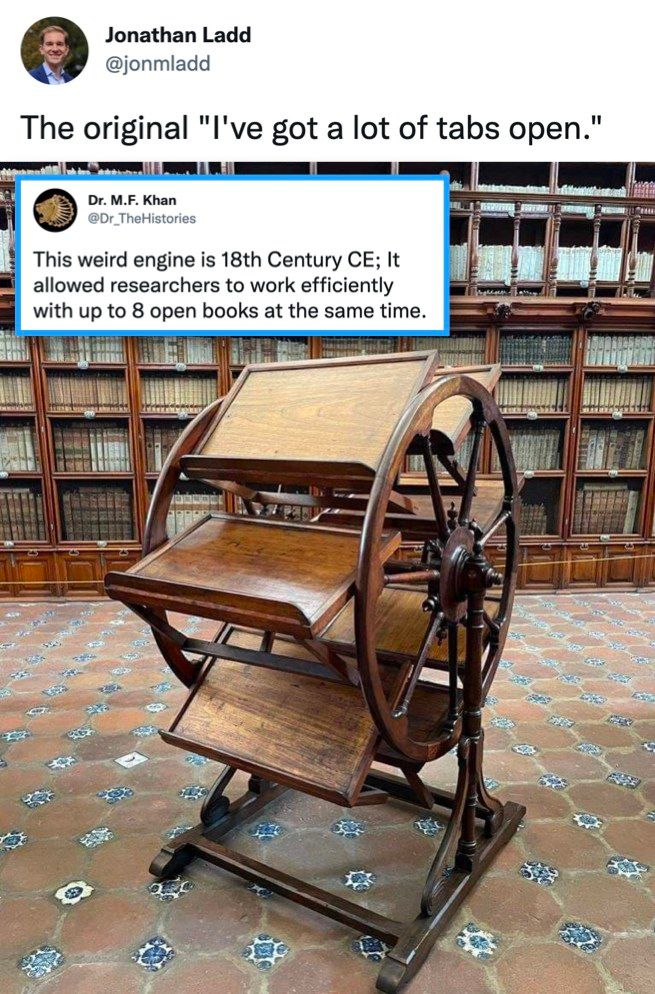 Jonathan Ladd
@jonmladd
The original "I've got a lot of tabs open."
Dr. M.F. Khan
@Dr_TheHistories
This weird engine is 18th Century CE; It
allowed researchers to work efficiently
with up to 8 open books at the same time.